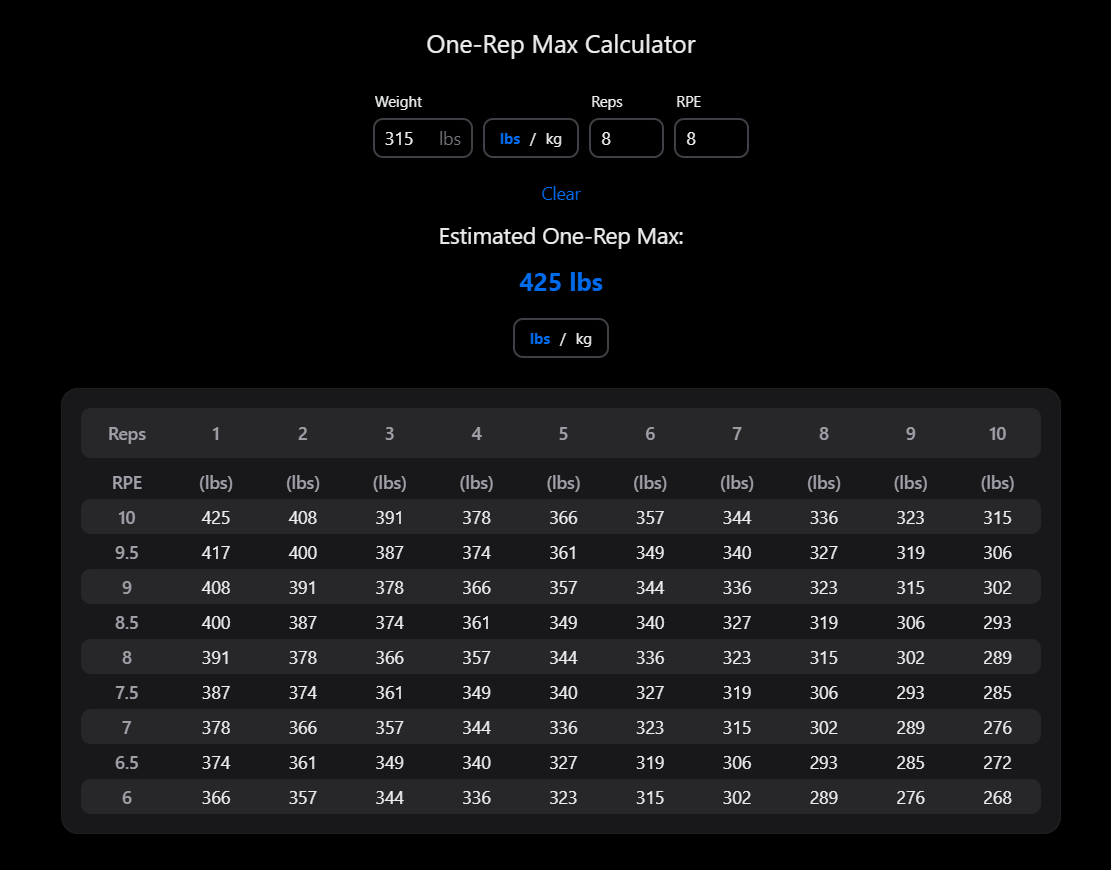 One-Rep Max Calculator
Weight Reps RPE
315 lbs lbs / kg 8 8
Clear
Estimated One-Rep Max:
425 lbs
lbs / kg
Reps 1 2 3 4 5 6 7 8 9 10
RPE (lbs) (lbs) (lbs) (lbs) (lbs) (lbs) (lbs) (lbs) (lbs) (lbs)
10 425 408 391 378 366 357 344 336 323 315
9.5 417 400 387 374 361 349 340 327 319 306
9 408 391 378 366 357 344 336 323 315 302
8.5 400 387 374 361 349 340 327 319 306 293
8 391 378 366 357 344 336 323 315 302 289
7.5 387 374 361 349 340 327 319 306 293 285
7 378 366 357 344 336 323 315 302 289 276
6.5 374 361 349 340 327 319 306 293 285 272
6 366 357 344 336 323 315 302 289 276 268